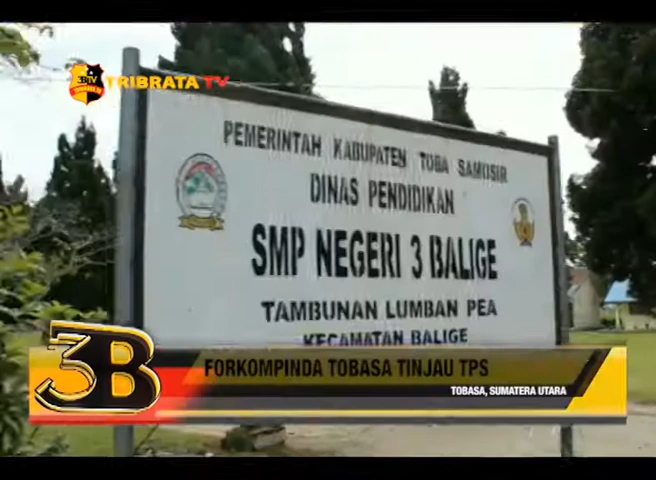 3BTV
TRIBRATA TV
PEMERINTAH KABUPATEN TOBA SAMOSIR
DINAS PENDIDIKAN
SMP NEGERI 3 BALIGE
TAMBUNAN LUMBAN PEA
KECAMATAN BALIGE
3B
FORKOMPINDA TOBASA TINJAU TPS
TOBASA, SUMATERA UTARA